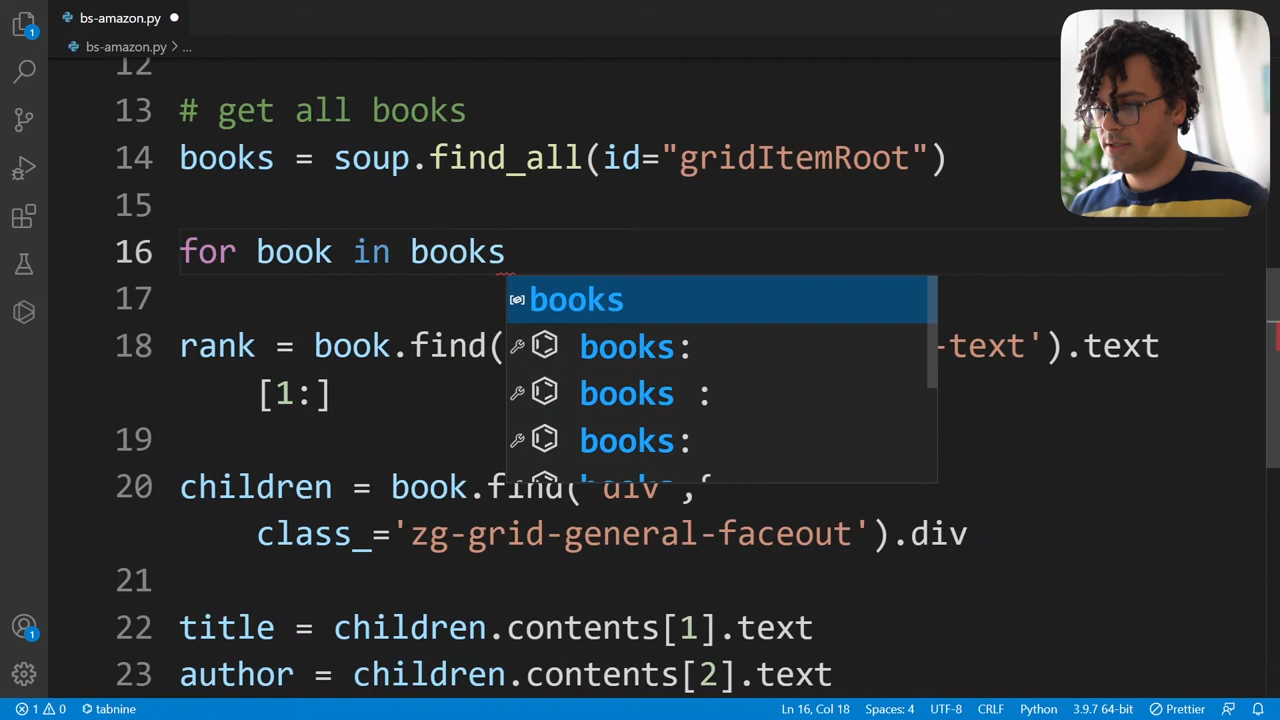 bs-amazon.py
bs-amazon.py > ...
12
13 # get all books
14 books = soup.find_all(id="gridItemRoot")
15
16 for book in books
books
17
books:
18 rank = book.find( -text').text
[1:]
books :
19
books:
20 children = book.find("div",
class_='zg-grid-general-faceout').div
21
22 title = children.contents[1].text
23 author = children.contents[2].text
1
1
1 0 tabnine Ln 16, Col 18 Spaces: 4 UTF-8 CRLF Python 3.9.7 64-bit Prettier